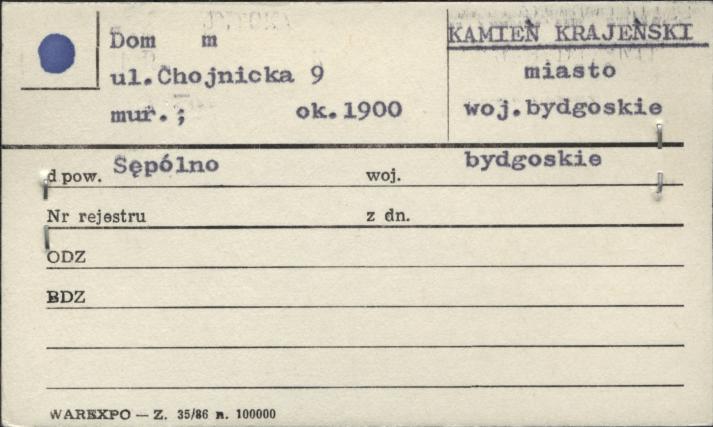 Dom m
ul.Chojnicka 9
mur.; ok.1900
KAMIEŃ KRAJEŃSKI
miasto
woj.bydgoskie
d pow. Sępólno woj. bydgoskie
Nr rejestru z dn.
ODZ
BDZ
WAREXPO — Z. 35/86 n. 100000